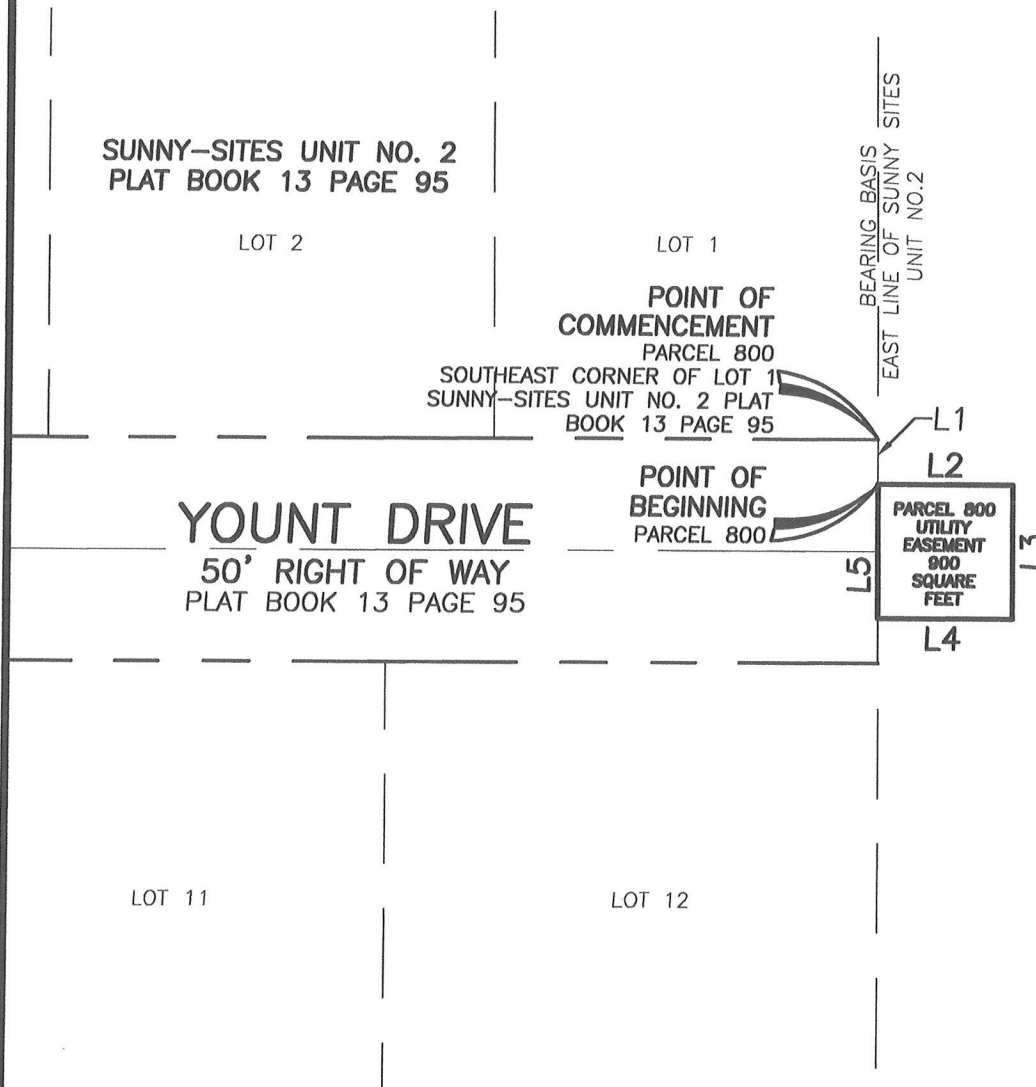 SUNNY-SITES UNIT NO. 2
PLAT BOOK 13 PAGE 95
LOT 2
LOT 1
BEARING BASIS
EAST LINE OF SUNNY SITES
UNIT NO.2
POINT OF
COMMENCEMENT
PARCEL 800
SOUTHEAST CORNER OF LOT 1
SUNNY-SITES UNIT NO. 2 PLAT
BOOK 13 PAGE 95
L1
L2
POINT OF
BEGINNING
PARCEL 800
YOUNT DRIVE
50' RIGHT OF WAY
PLAT BOOK 13 PAGE 95
L5
PARCEL 800
UTILITY
EASEMENT
900
SQUARE
FEET
L3
L4
LOT 11
LOT 12